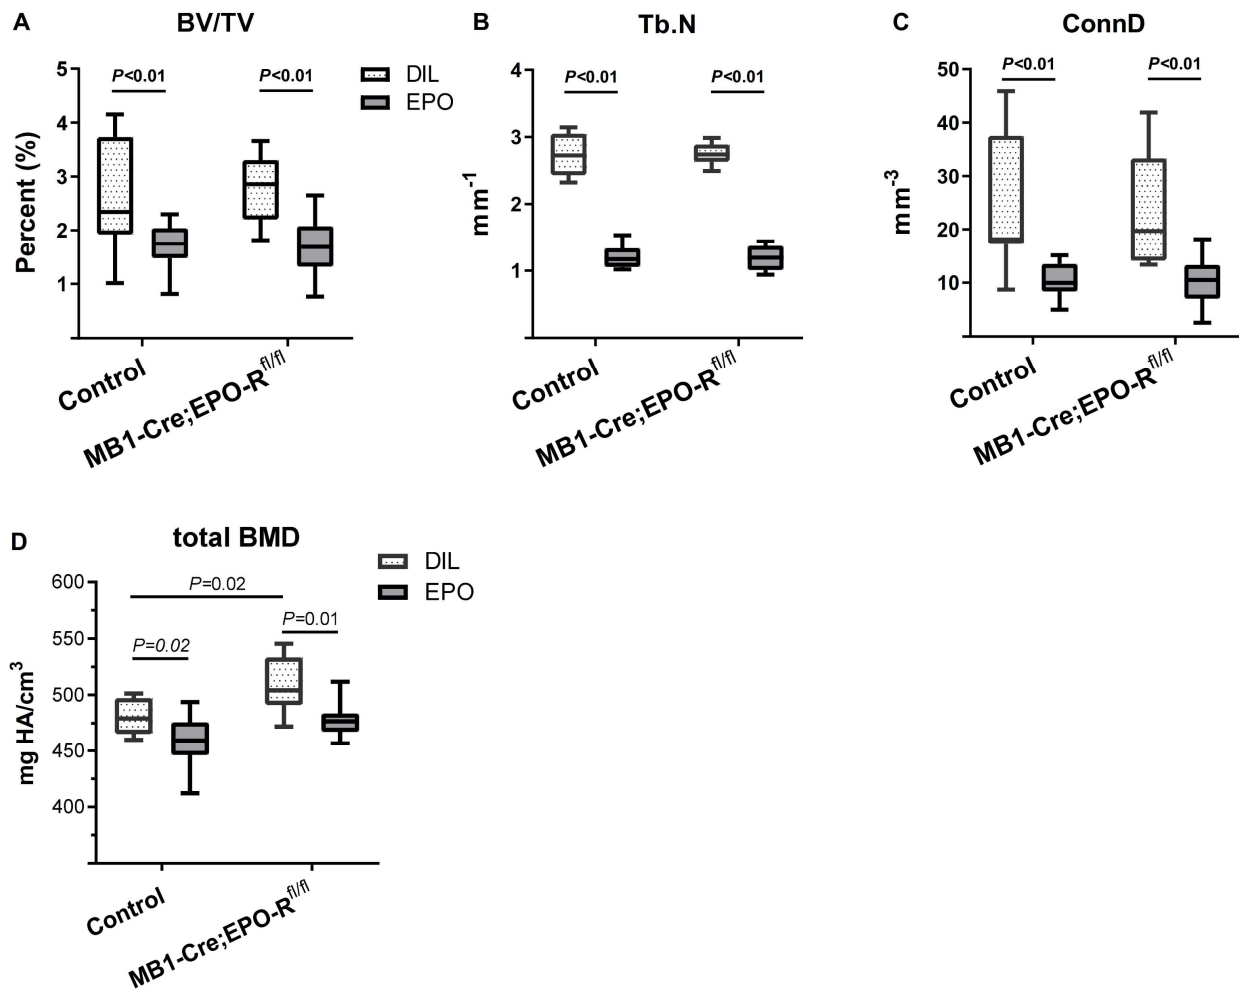 A
BV/TV
P<0.01
P<0.01
DIL
EPO
Percent (%)
5
4
3
2
1
Control
MB1-Cre;EPO-R^fl/fl
B
Tb.N
P<0.01
P<0.01
mm^-1
4
3
2
1
Control
MB1-Cre;EPO-R^fl/fl
C
ConnD
P<0.01
P<0.01
mm^-3
50
40
30
20
10
Control
MB1-Cre;EPO-R^fl/fl
D
total BMD
DIL
EPO
P=0.02
P=0.01
P=0.02
mg HA/cm³
600
550
500
450
400
Control
MB1-Cre;EPO-R^fl/fl